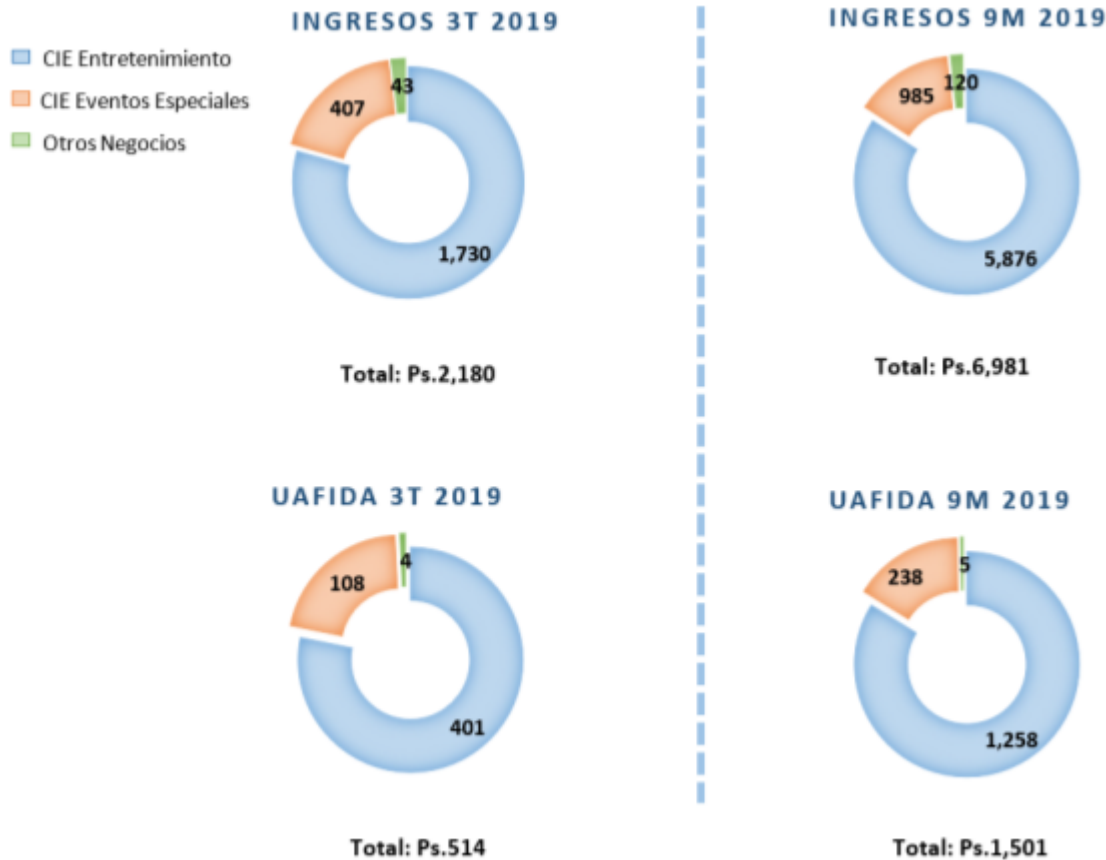 INGRESOS 3T 2019
INGRESOS 9M 2019
CIE Entretenimiento
CIE Eventos Especiales
Otros Negocios
43
407
1,730
120
985
5,876
Total: Ps.2,180
Total: Ps.6,981
UAFIDA 3T 2019
UAFIDA 9M 2019
4
108
401
5
238
1,258
Total: Ps.514
Total: Ps.1,501